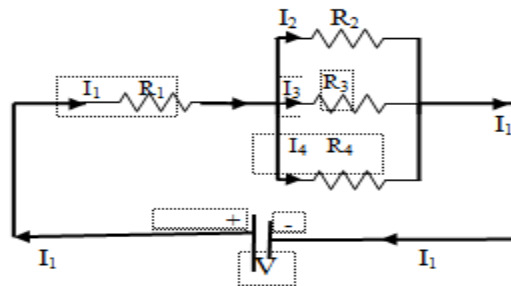 I₂ R₂
I₁ R₁ I₃ R₃ I₁
I₄ R₄
+ -
I₁ V I₁